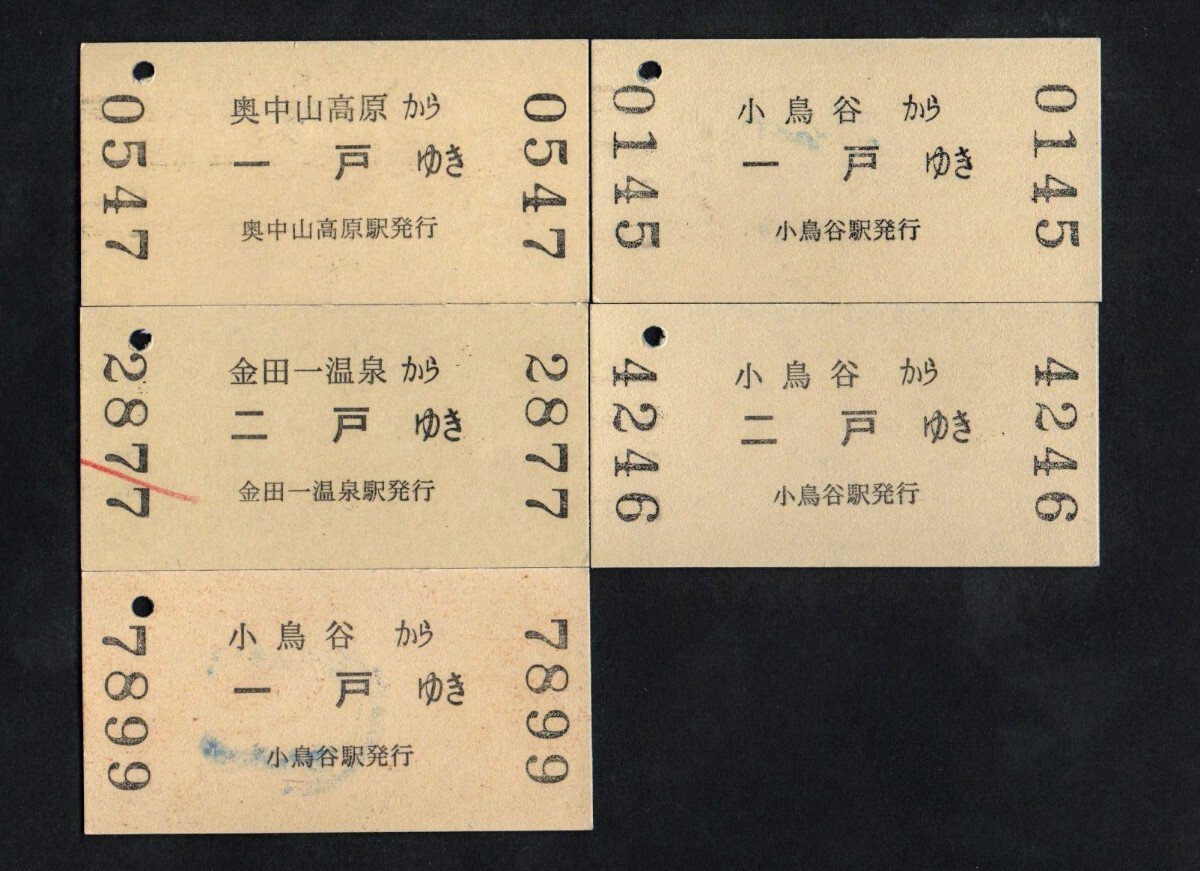 0547
奥中山高原から
一戸ゆき
奥中山高原駅発行
0547
0145
小鳥谷から
一戸ゆき
小鳥谷駅発行
0145
2877
金田一温泉から
二戸ゆき
金田一温泉駅発行
2877
4246
小鳥谷から
二戸ゆき
小鳥谷駅発行
4246
7899
小鳥谷から
一戸ゆき
小鳥谷駅発行
7899